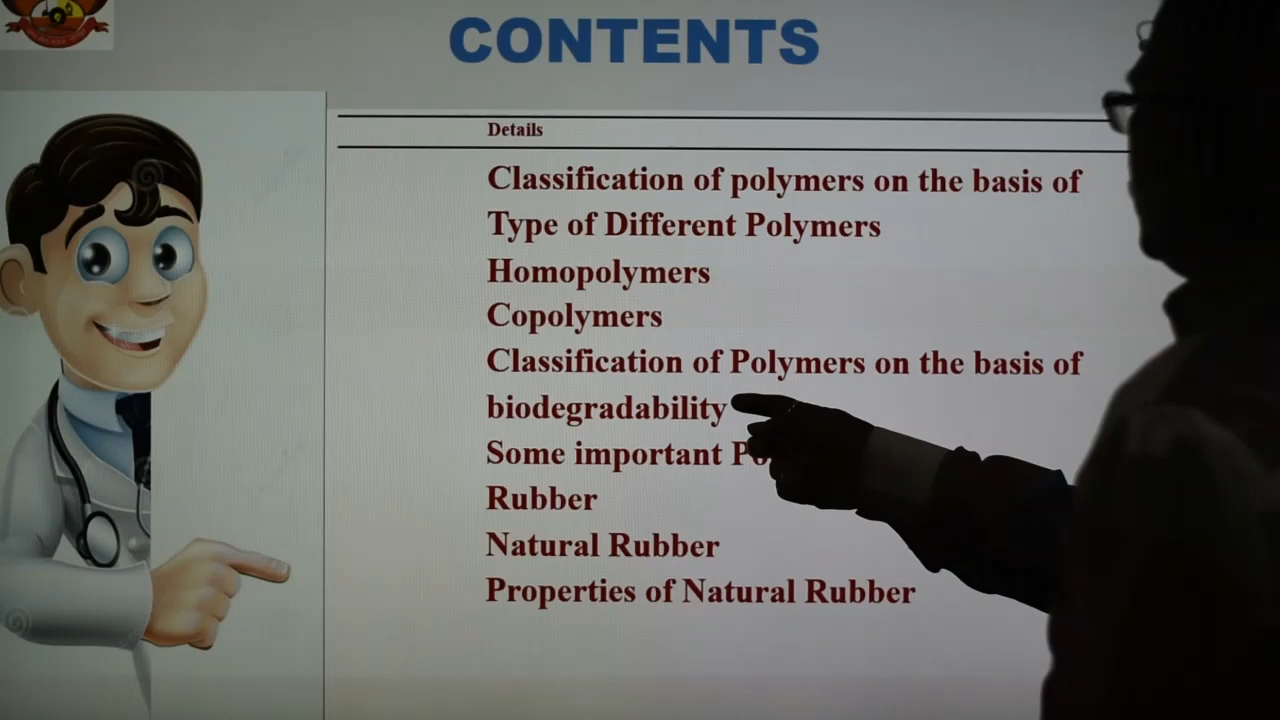 CONTENTS
Details
Classification of polymers on the basis of
Type of Different Polymers
Homopolymers
Copolymers
Classification of Polymers on the basis of
biodegradability
Some important
Rubber
Natural Rubber
Properties of Natural Rubber